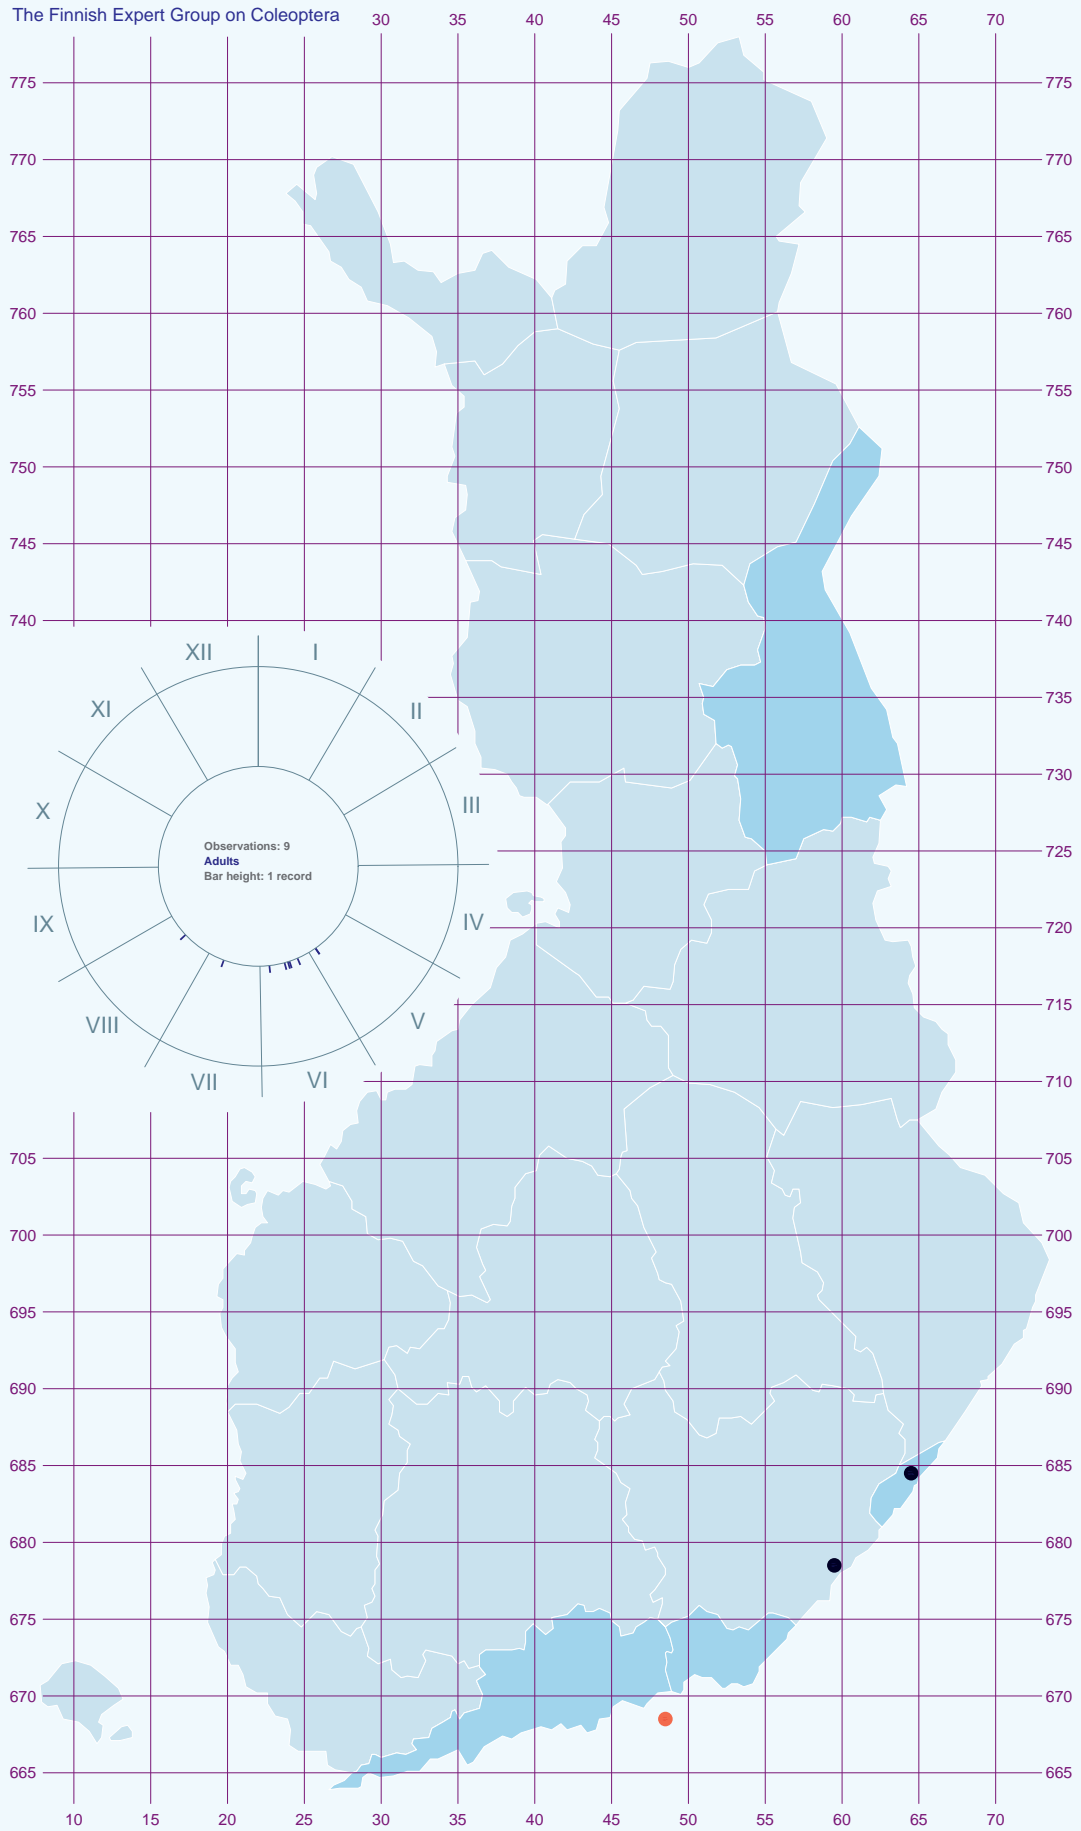 The Finnish Expert Group on Coleoptera
30 35 40 45 50 55 60 65 70
775 775
770 770
765 765
760 760
755 755
750 750
745 745
740 740
XII I
XI II
735
X III
730
Observations: 9
Adults
Bar height: 1 record
725
IX IV
720
VIII V
715
VII VI
710
705 705
700 700
695 695
690 690
685 685
680 680
675 675
670 670
665 665
10 15 20 25 30 35 40 45 50 55 60 65 70